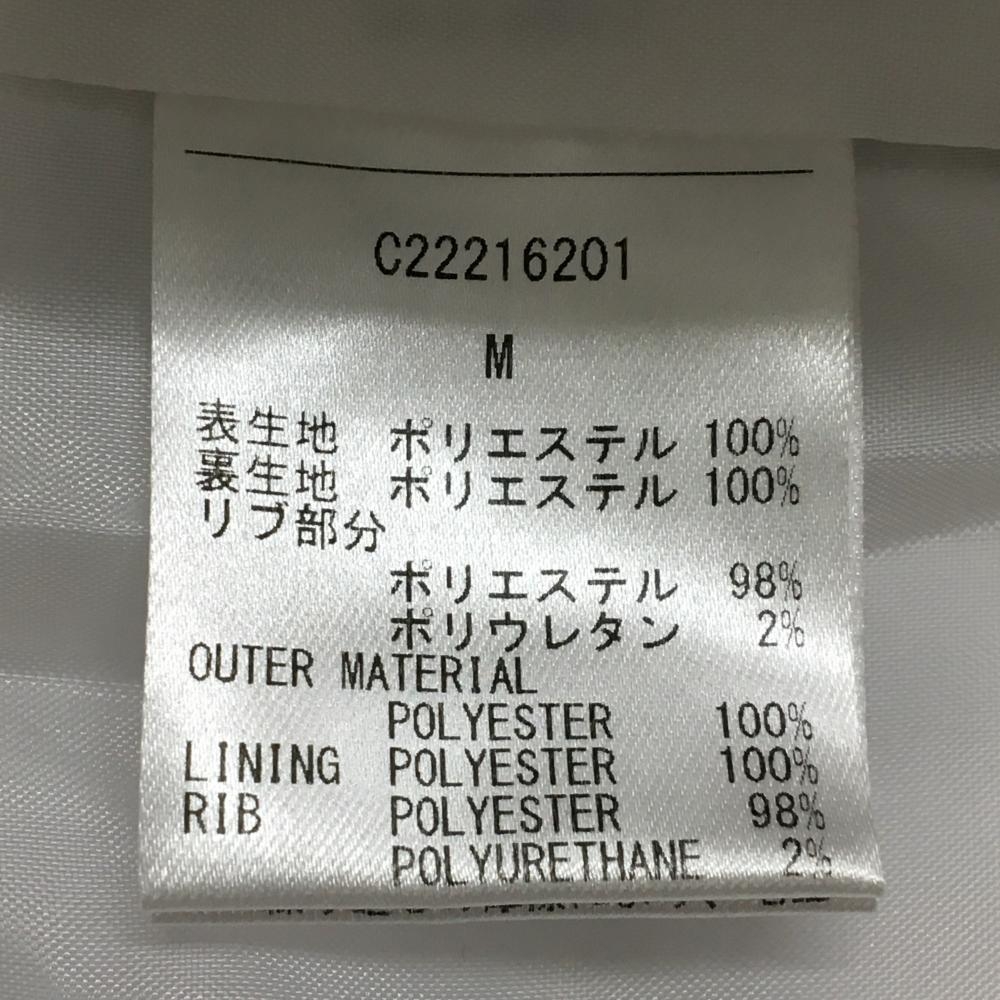 C22216201
M
表生地 ポリエステル 100%
裏生地 ポリエステル 100%
リブ部分
ポリエステル 98%
ポリウレタン 2%
OUTER MATERIAL
POLYESTER 100%
LINING POLYESTER 100%
RIB POLYESTER 98%
POLYURETHANE 2%